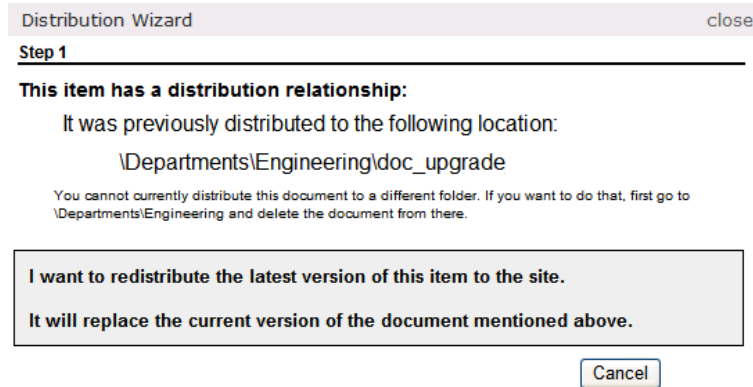 Distribution Wizard close
Step 1
This item has a distribution relationship:
It was previously distributed to the following location:
\Departments\Engineering\doc_upgrade
You cannot currently distribute this document to a different folder. If you want to do that, first go to
\Departments\Engineering and delete the document from there.
I want to redistribute the latest version of this item to the site.
It will replace the current version of the document mentioned above.
Cancel